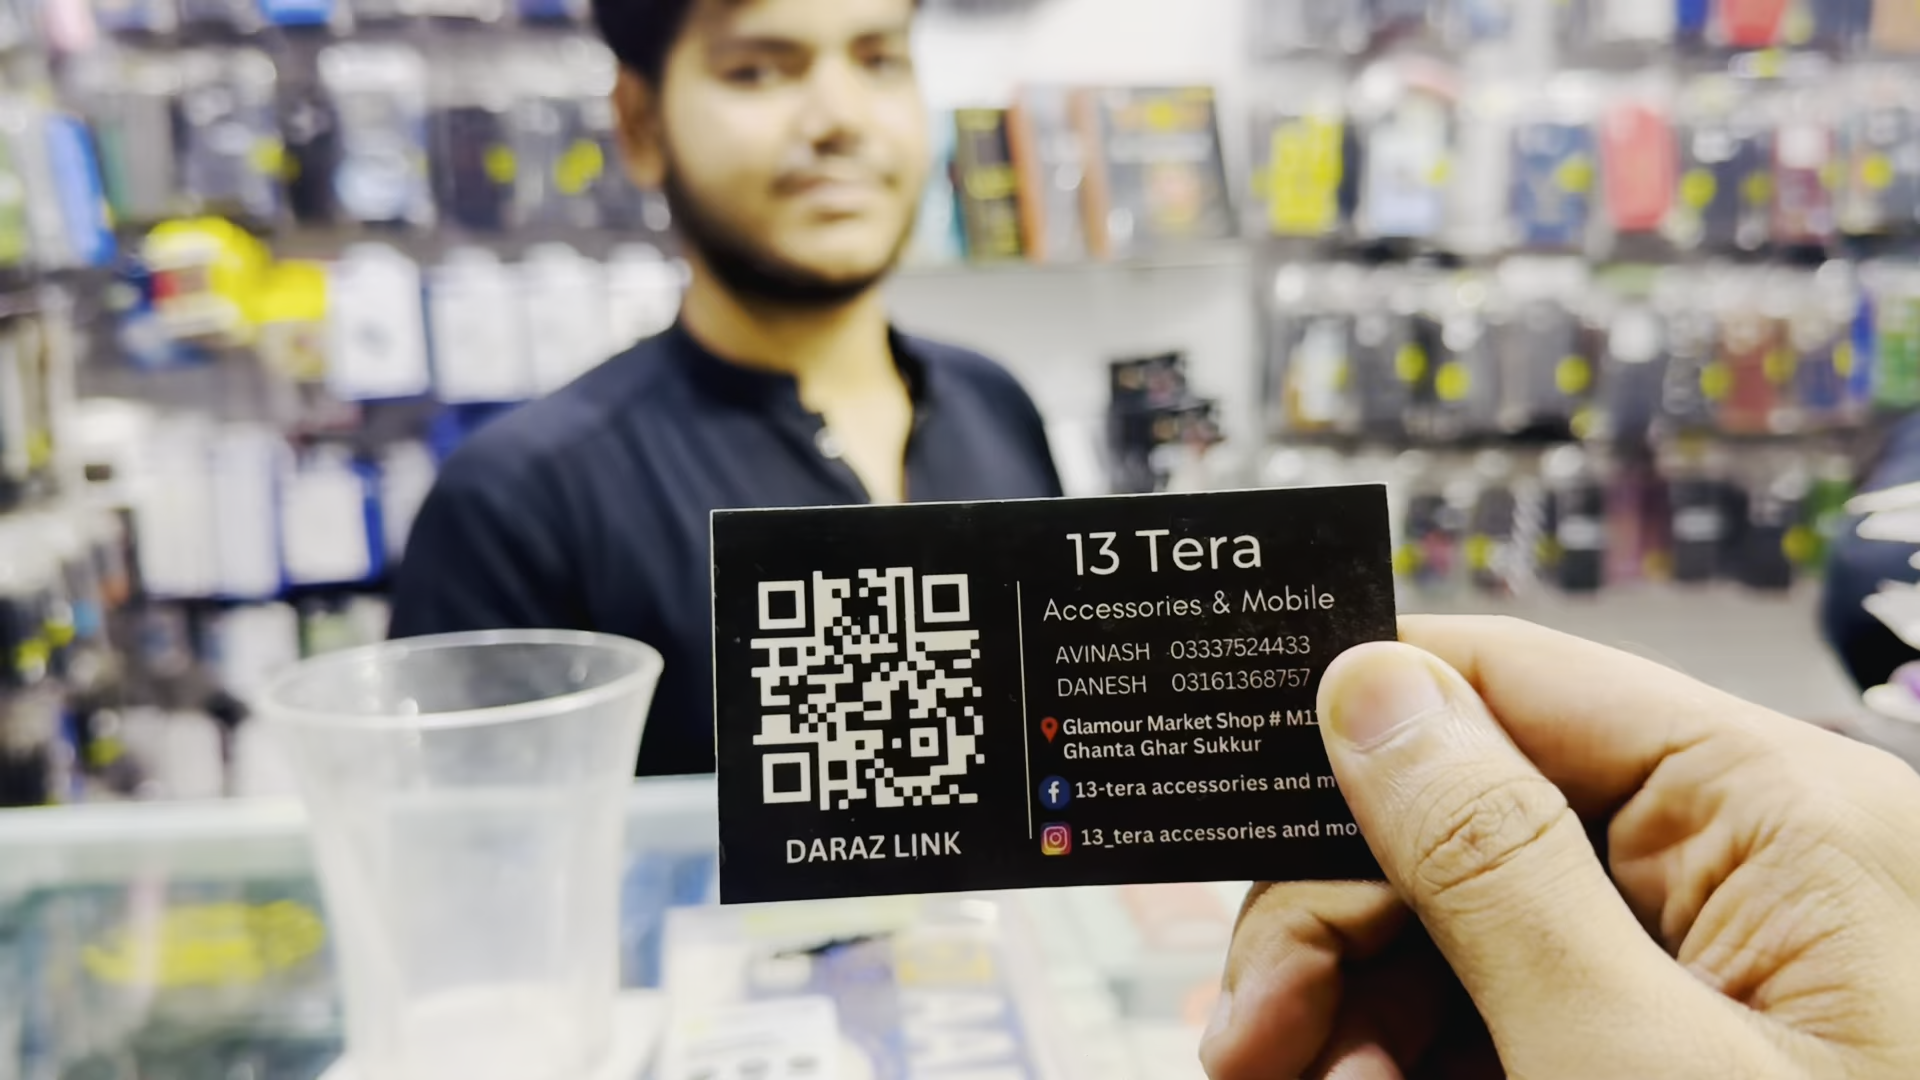 13 Tera
Accessories & Mobile
AVINASH 03337524433
DANESH 03161368757
Glamour Market Shop #
Ghanta Ghar Sukkur
13-tera accessories and
13_tera accessories and
DARAZ LINK